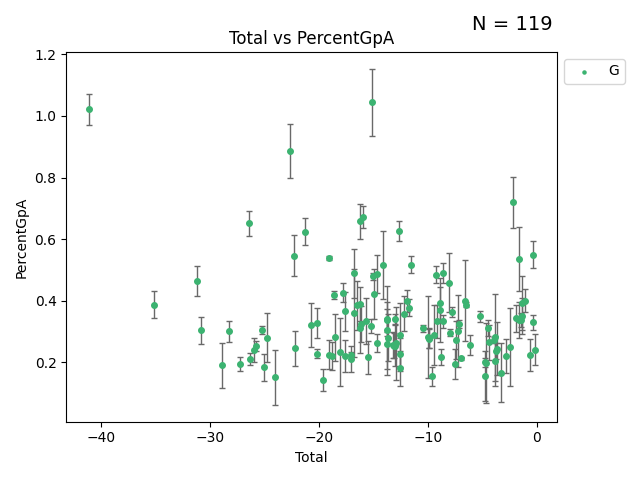 N = 119
Total vs PercentGpA
G
PercentGpA
1.2
1.0
0.8
0.6
0.4
0.2
−40
−30
−20
−10
0
Total